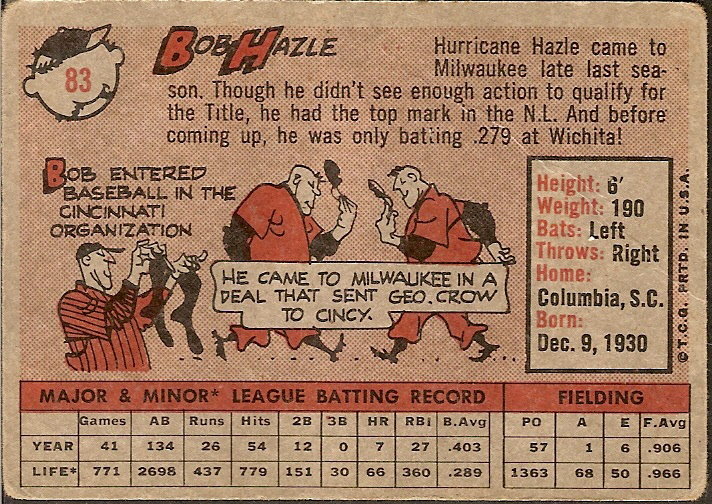 83
BOB HAZLE
Hurricane Hazle came to
Milwaukee late last sea-
son. Though he didn't see enough action to qualify for
the Title, he had the top mark in the N.L. And before
coming up, he was only batting .279 at Wichita!
BOB ENTERED
BASEBALL IN THE
CINCINNATI
ORGANIZATION
HE CAME TO MILWAUKEE IN A
DEAL THAT SENT GEO. CROW
TO CINCY.
Height: 6'
Weight: 190
Bats: Left
Throws: Right
Home:
Columbia, S.C.
Born:
Dec. 9, 1930
©T.C.G. PRTD. IN U.S.A.
MAJOR & MINOR* LEAGUE BATTING RECORD FIELDING
Games AB Runs Hits 2B 3B HR RBi B.Avg PO A E F.Avg
YEAR 41 134 26 54 12 0 7 27 .403 57 1 6 .906
LIFE* 771 2698 437 779 151 30 66 360 .289 1363 68 50 .966